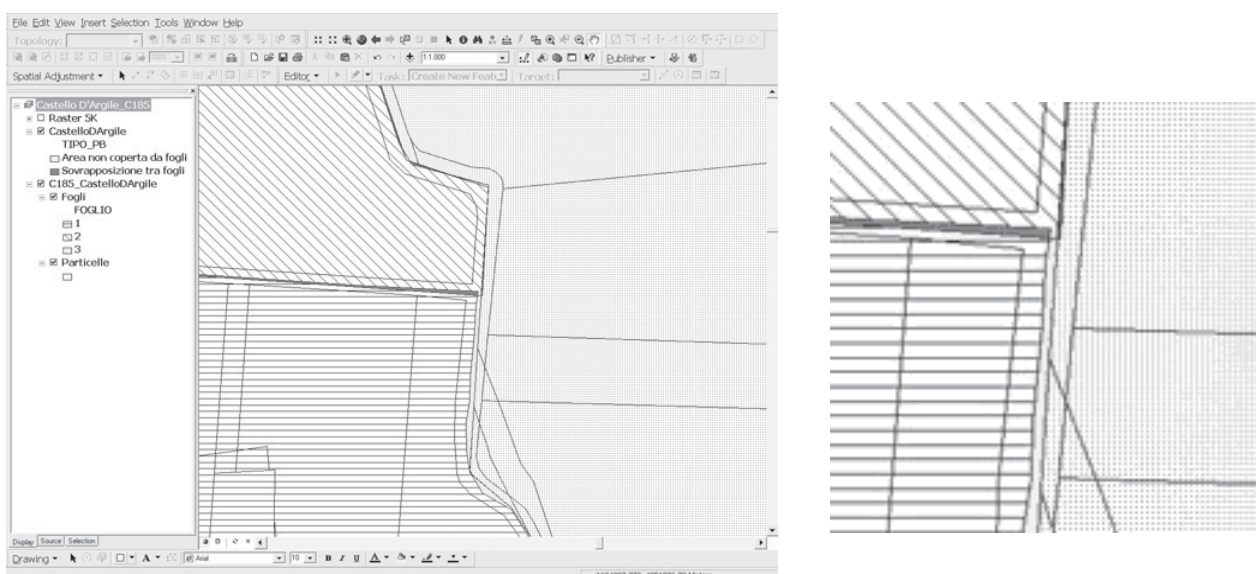 File Edit View Insert Selection Tools Window Help
Topology:
1:1.000
Publisher
Spatial Adjustment
Editor
Task: Create New Featu
Target:
Castello D'Argile_C185
Raster 5K
CastelloDArgile
TIPO_PB
Area non coperta da fogli
Sovrapposizione tra fogli
C185_CastelloDArgile
Fogli
FOGLIO
1
2
3
Particelle
Display Source Selection
Drawing
A
Arial
10
B I U A